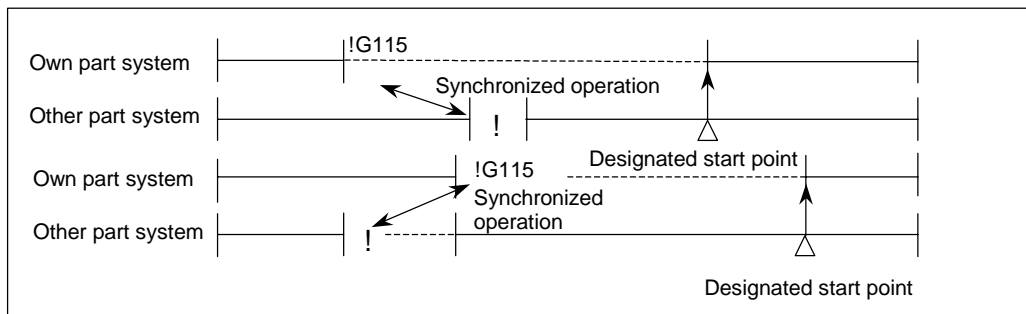 !G115
Own part system
Synchronized operation
Other part system
!
Designated start point
!G115
Own part system
Synchronized
operation
Other part system
!
Designated start point